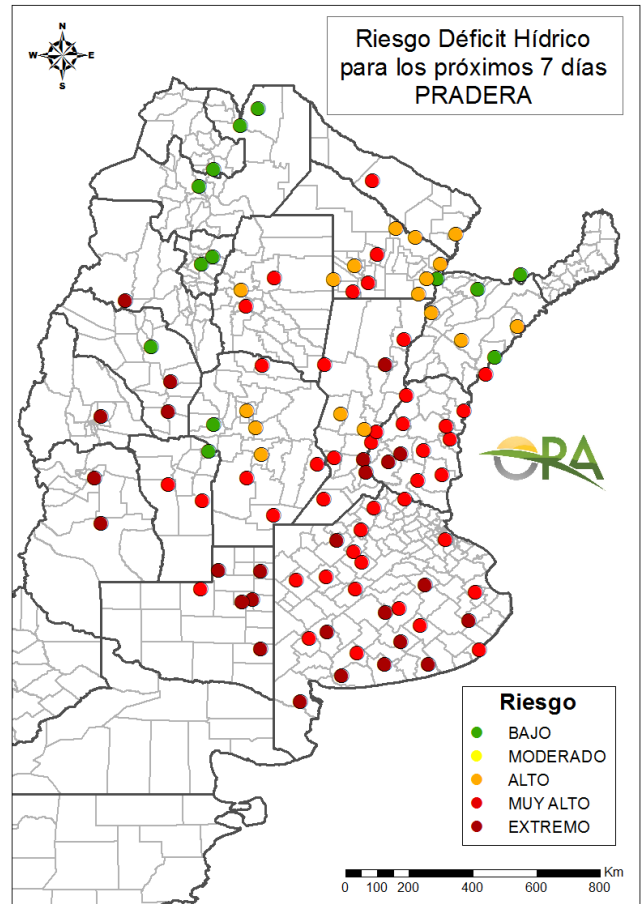 Riesgo Déficit Hídrico
para los próximos 7 días
PRADERA
N
W E
S
OPA
Riesgo
BAJO
MODERADO
ALTO
MUY ALTO
EXTREMO
Km
0 100 200 400 600 800